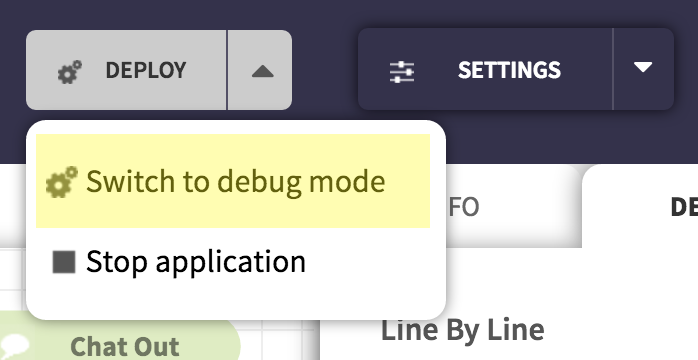 DEPLOY
SETTINGS
Switch to debug mode
FO
DE
Stop application
Line By Line
Chat Out